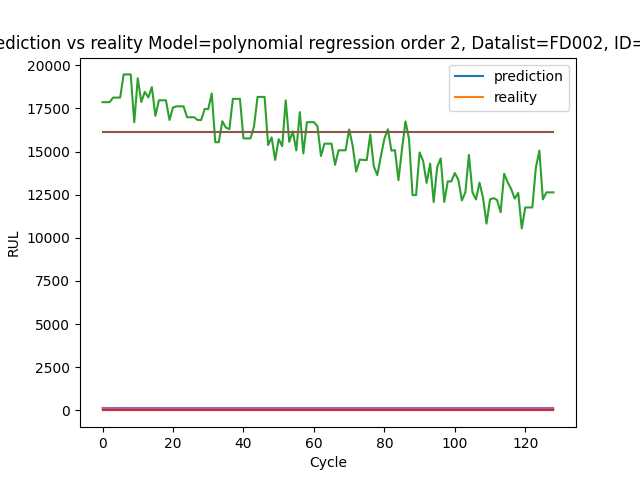 ediction vs reality Model=polynomial regression order 2, Datalist=FD002, ID=
20000
17500
15000
12500
10000
7500
5000
2500
0
RUL
prediction
reality
0 20 40 60 80 100 120
Cycle